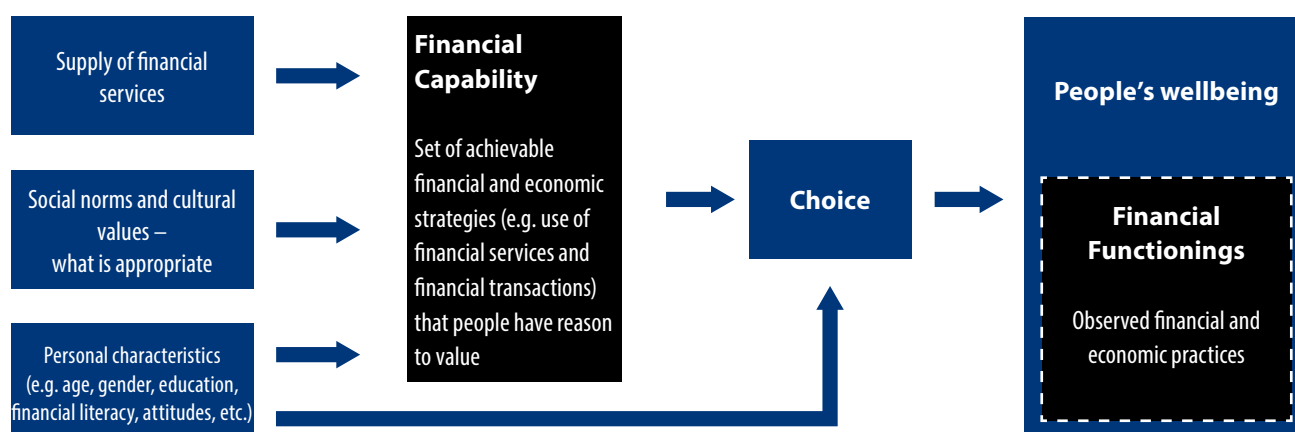 Supply of financial
services
Social norms and cultural
values –
what is appropriate
Personal characteristics
(e.g. age, gender, education,
financial literacy, attitudes, etc.)
Financial
Capability
Set of achievable
financial and economic
strategies (e.g. use of
financial services and
financial transactions)
that people have reason
to value
Choice
People's wellbeing
Financial
Functionings
Observed financial and
economic practices